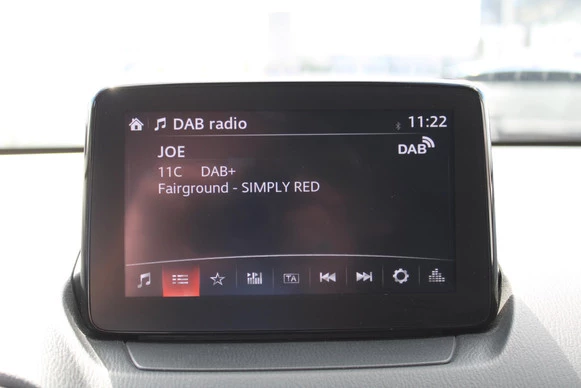 DAB radio 11:22
JOE DAB
11C DAB+
Fairground - SIMPLY RED
TA